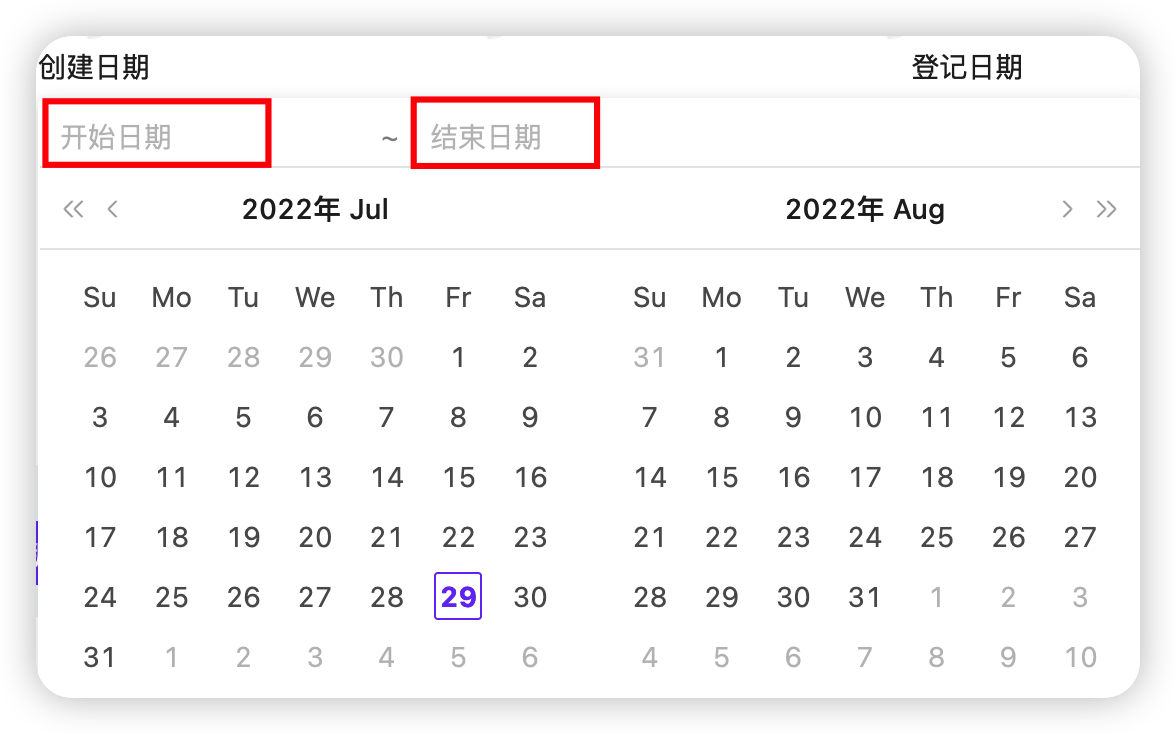 创建日期 登记日期
开始日期 ~ 结束日期
« ‹ 2022年 Jul 2022年 Aug › »
Su Mo Tu We Th Fr Sa Su Mo Tu We Th Fr Sa
26 27 28 29 30 1 2 31 1 2 3 4 5 6
3 4 5 6 7 8 9 7 8 9 10 11 12 13
10 11 12 13 14 15 16 14 15 16 17 18 19 20
17 18 19 20 21 22 23 21 22 23 24 25 26 27
24 25 26 27 28 29 30 28 29 30 31 1 2 3
31 1 2 3 4 5 6 4 5 6 7 8 9 10